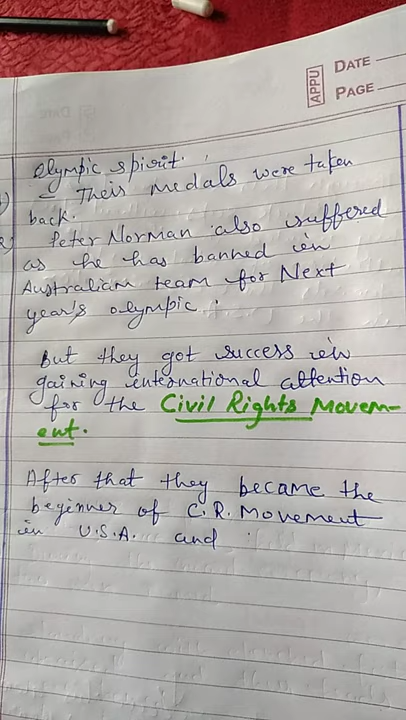 APPU
DATE
PAGE
Olympic spirit.
- Their medals were taken
back.
Peter Norman also suffered
as he has banned in
Australian team for Next
year's olympic.
But they got success in
gaining international attention
for the Civil Rights Movem-
ent.
After that they became the
beginner of C.R. Movement
in U.S.A. and